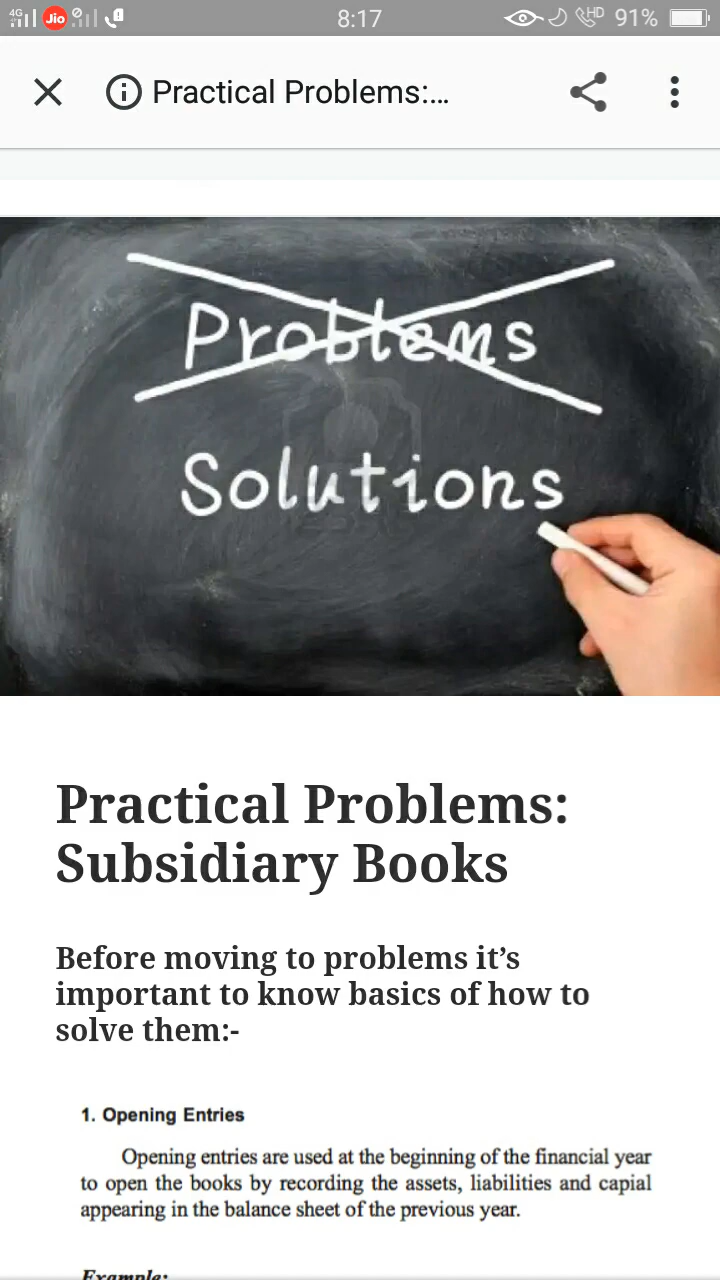 4G Jio 8:17 HD 91%
Practical Problems:...
Problems
Solutions
Practical Problems:
Subsidiary Books
Before moving to problems it’s
important to know basics of how to
solve them:-
1. Opening Entries
Opening entries are used at the beginning of the financial year
to open the books by recording the assets, liabilities and capial
appearing in the balance sheet of the previous year.
Example: